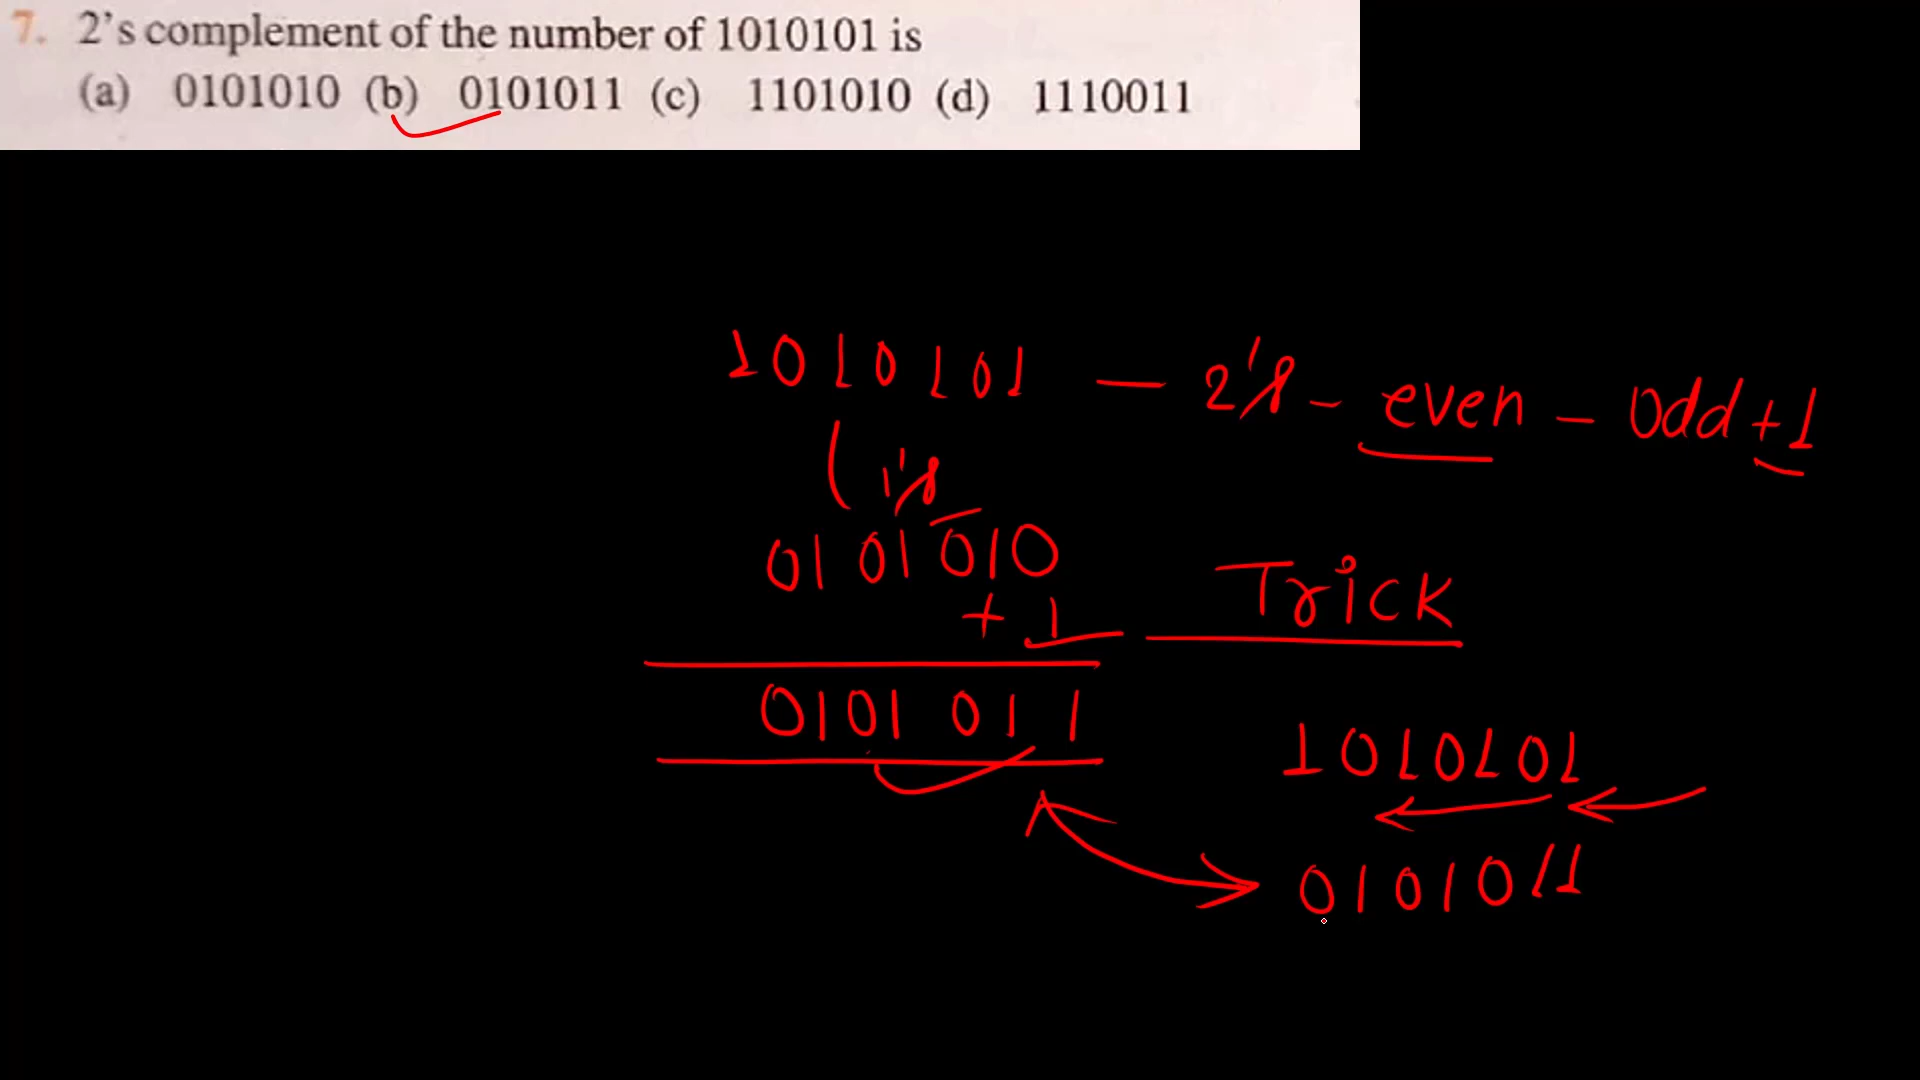 7. 2's complement of the number of 1010101 is
(a) 0101010 (b) 0101011 (c) 1101010 (d) 1110011
1010101 — 2's - even - odd +1
1's
0101010
+ 1
0101011
Trick
1010101
0101011